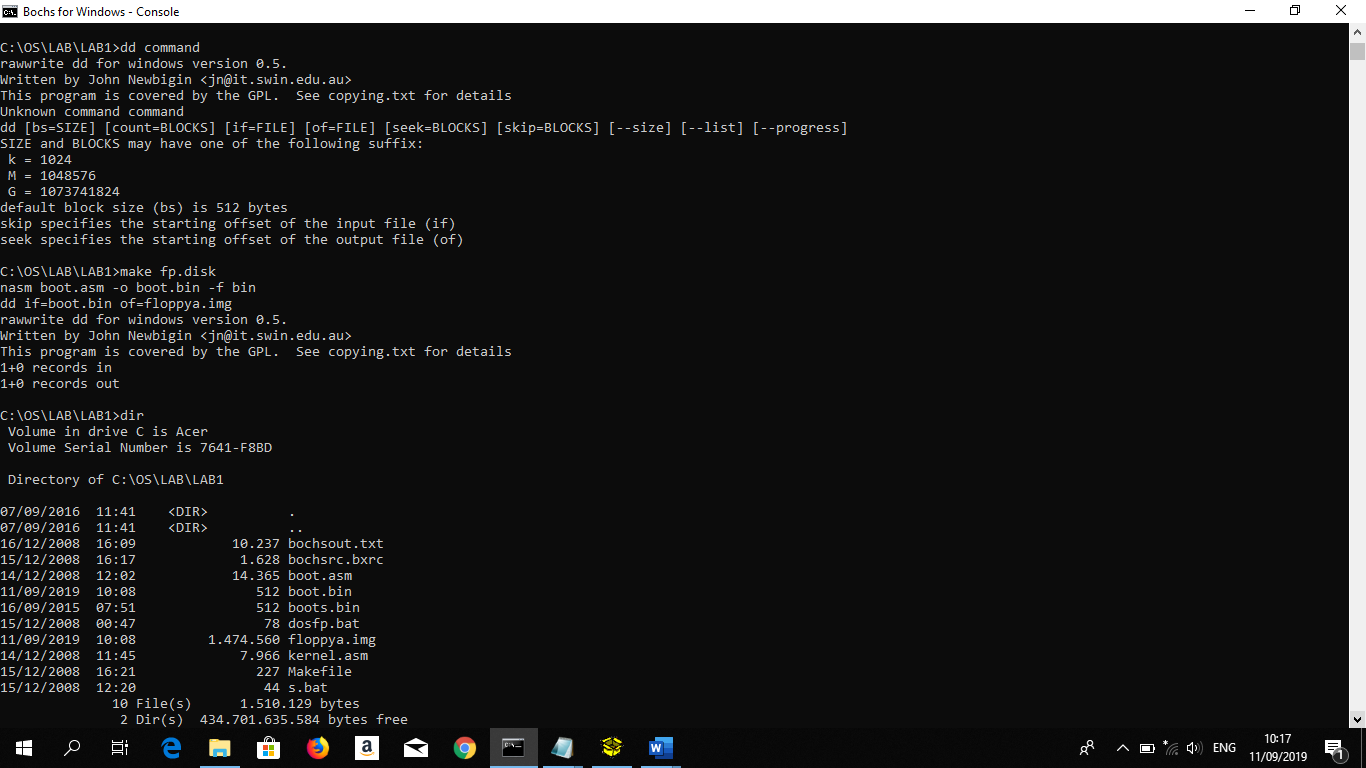 Bochs for Windows - Console
C:\OS\LAB\LAB1>dd command
rawwrite dd for windows version 0.5.
Written by John Newbigin <jn@it.swin.edu.au>
This program is covered by the GPL.  See copying.txt for details
Unknown command command
dd [bs=SIZE] [count=BLOCKS] [if=FILE] [of=FILE] [seek=BLOCKS] [skip=BLOCKS] [--size] [--list] [--progress]
SIZE and BLOCKS may have one of the following suffix:
 k = 1024
 M = 1048576
 G = 1073741824
default block size (bs) is 512 bytes
skip specifies the starting offset of the input file (if)
seek specifies the starting offset of the output file (of)
C:\OS\LAB\LAB1>make fp.disk
nasm boot.asm -o boot.bin -f bin
dd if=boot.bin of=floppya.img
rawwrite dd for windows version 0.5.
Written by John Newbigin <jn@it.swin.edu.au>
This program is covered by the GPL.  See copying.txt for details
1+0 records in
1+0 records out
C:\OS\LAB\LAB1>dir
 Volume in drive C is Acer
 Volume Serial Number is 7641-F8BD
 Directory of C:\OS\LAB\LAB1
07/09/2016  11:41    <DIR>          .
07/09/2016  11:41    <DIR>          ..
16/12/2008  16:09            10.237 bochsout.txt
15/12/2008  16:17             1.628 bochsrc.bxrc
14/12/2008  12:02            14.365 boot.asm
11/09/2019  10:08               512 boot.bin
16/09/2015  07:51               512 boots.bin
15/12/2008  00:47                78 dosfp.bat
11/09/2019  10:08         1.474.560 floppya.img
14/12/2008  11:45             7.966 kernel.asm
15/12/2008  16:21               227 Makefile
15/12/2008  12:20                44 s.bat
              10 File(s)      1.510.129 bytes
               2 Dir(s)  434.701.635.584 bytes free
ENG
10:17
11/09/2019
1